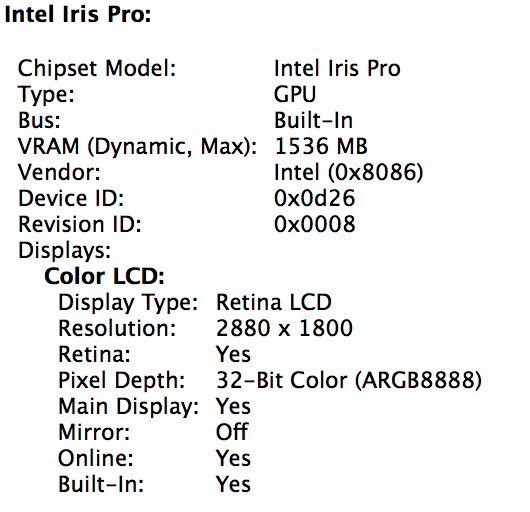 Intel Iris Pro:
Chipset Model: Intel Iris Pro
Type: GPU
Bus: Built-In
VRAM (Dynamic, Max): 1536 MB
Vendor: Intel (0x8086)
Device ID: 0x0d26
Revision ID: 0x0008
Displays:
Color LCD:
Display Type: Retina LCD
Resolution: 2880 x 1800
Retina: Yes
Pixel Depth: 32-Bit Color (ARGB8888)
Main Display: Yes
Mirror: Off
Online: Yes
Built-In: Yes